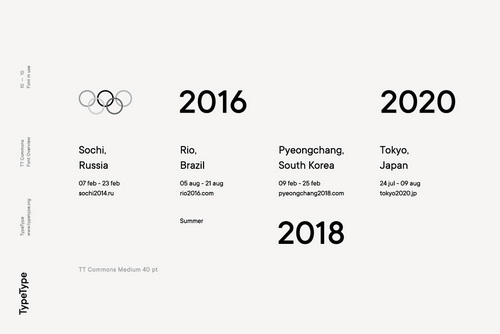 10 — 10
Font in use
TT Commons
Font Overview
TypeType
www.typetype.org
TypeType
2016
2020
Sochi,
Russia
07 feb - 23 feb
sochi2014.ru
Rio,
Brazil
05 aug - 21 aug
rio2016.com
Summer
Pyeongchang,
South Korea
09 feb - 25 feb
pyeongchang2018.com
2018
Tokyo,
Japan
24 jul - 09 aug
tokyo2020.jp
TT Commons Medium 40 pt